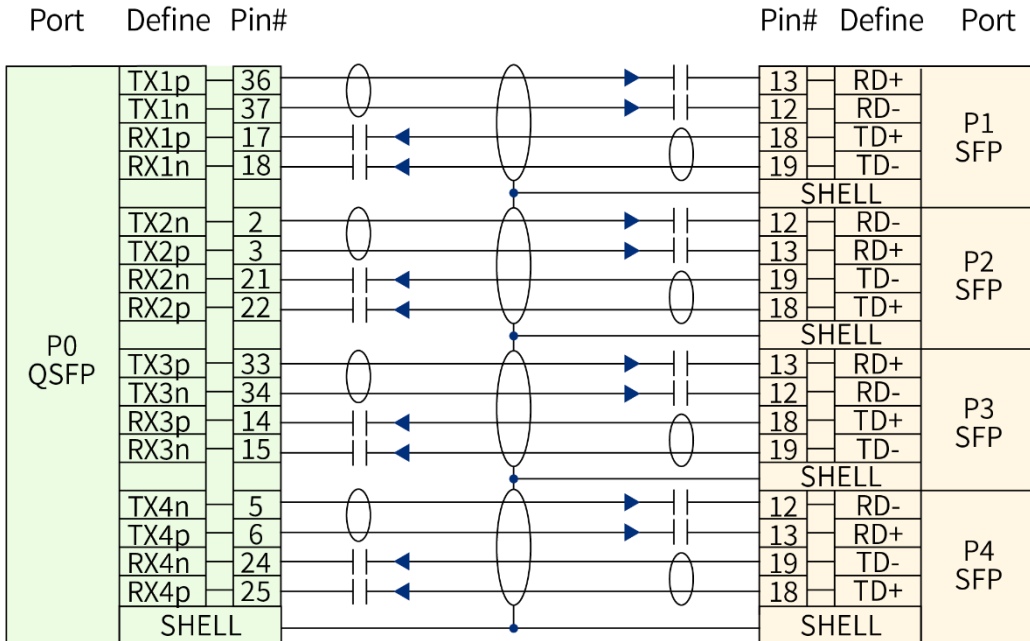 Port Define Pin# Pin# Define Port
TX1p 36 13 RD+
TX1n 37 12 RD-
RX1p 17 18 TD+
RX1n 18 19 TD-
SHELL
P1
SFP
TX2n 2 12 RD-
TX2p 3 13 RD+
RX2n 21 19 TD-
RX2p 22 18 TD+
SHELL
P2
SFP
P0
QSFP
TX3p 33 13 RD+
TX3n 34 12 RD-
RX3p 14 18 TD+
RX3n 15 19 TD-
SHELL
P3
SFP
TX4n 5 12 RD-
TX4p 6 13 RD+
RX4n 24 19 TD-
RX4p 25 18 TD+
SHELL SHELL
P4
SFP